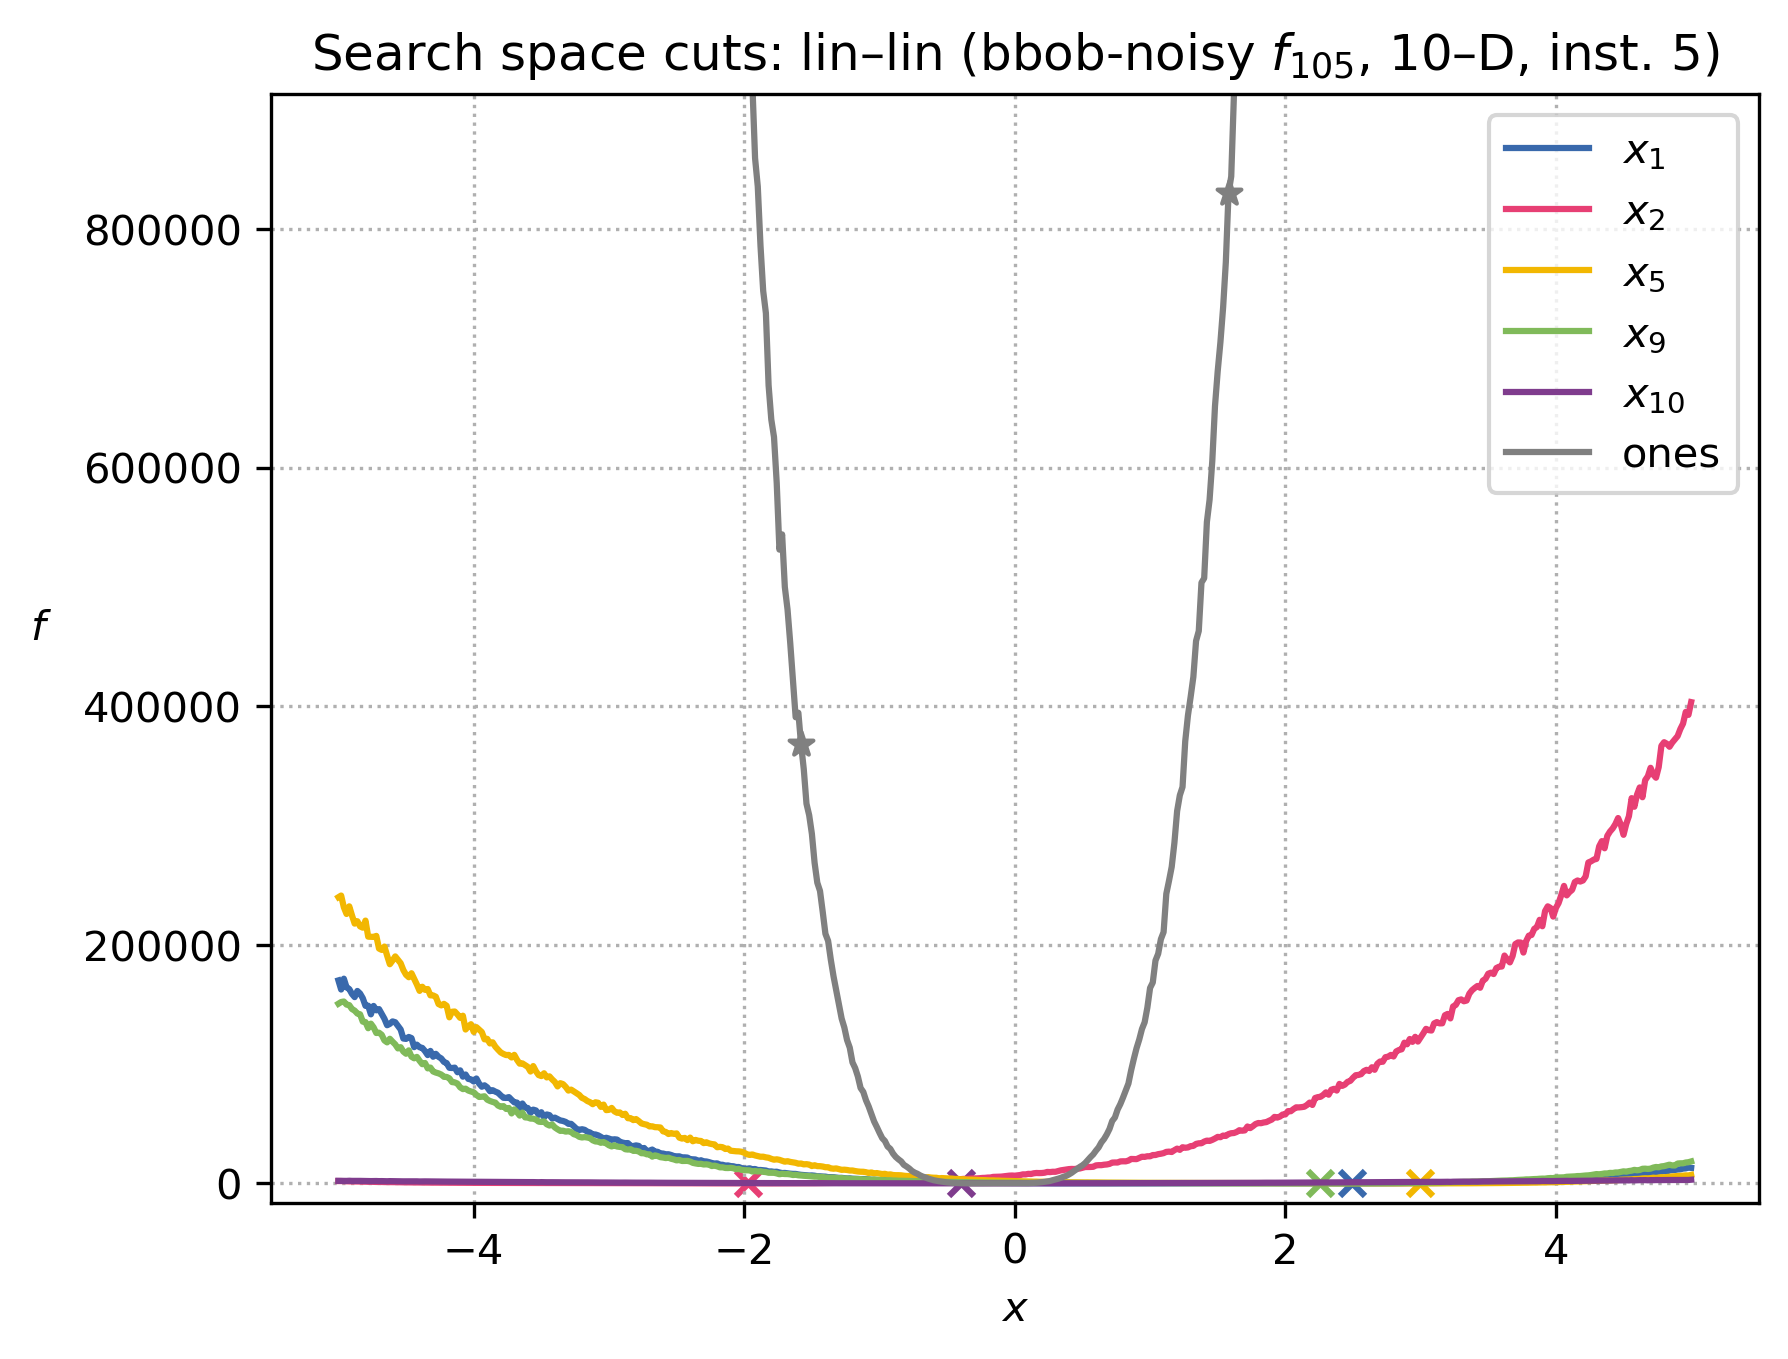 Search space cuts: lin–lin (bbob-noisy f₁₀₅, 10–D, inst. 5)
x₁
x₂
x₅
x₉
x₁₀
ones
800000
600000
400000
200000
0
f
−4 −2 0 2 4
x